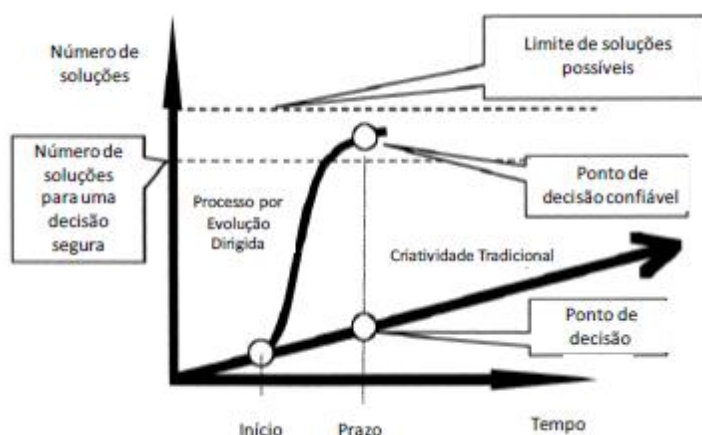 Número de
soluções
Limite de soluções
possíveis
Número de
soluções
para uma
decisão
segura
Processo por
Evolução
Dirigida
Ponto de
decisão confiável
Criatividade Tradicional
Ponto de
decisão
Início
Prazo
Tempo